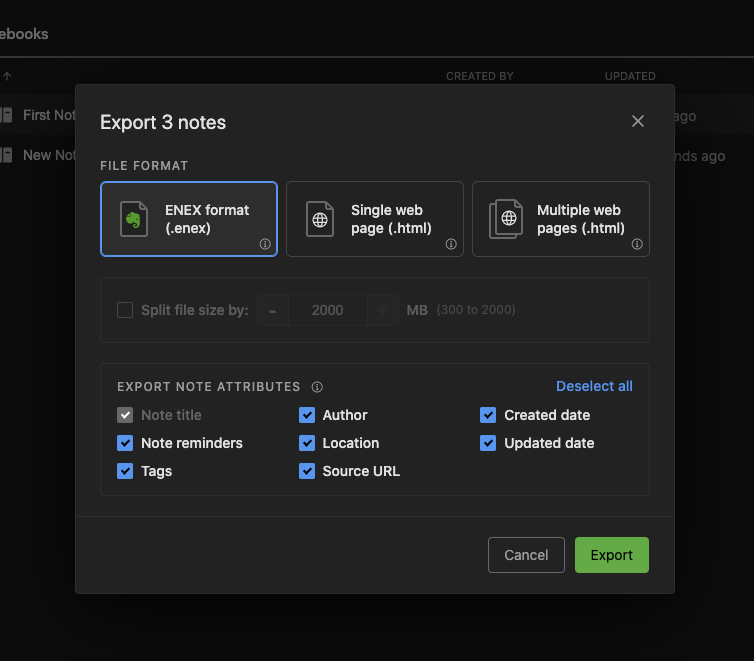 ebooks
CREATED BY UPDATED
First Not ago
New Not nds ago
Export 3 notes
FILE FORMAT
ENEX format
(.enex)
Single web
page (.html)
Multiple web
pages (.html)
Split file size by: - 2000 + MB (300 to 2000)
EXPORT NOTE ATTRIBUTES Deselect all
Note title Author Created date
Note reminders Location Updated date
Tags Source URL
Cancel Export